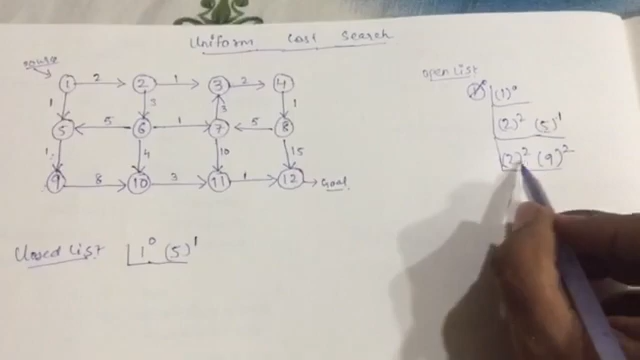 Uniform Cost Search
source
1 2 2 1 3 2 4
1 3 3 1
5 5 6 1 7 5 8
1 4 10 15
9 8 10 3 11 1 12 Goal
Open List
1⁰ (1)⁰
(2)² (5)¹
(2)² (9)²
Closed List 1⁰ (5)¹